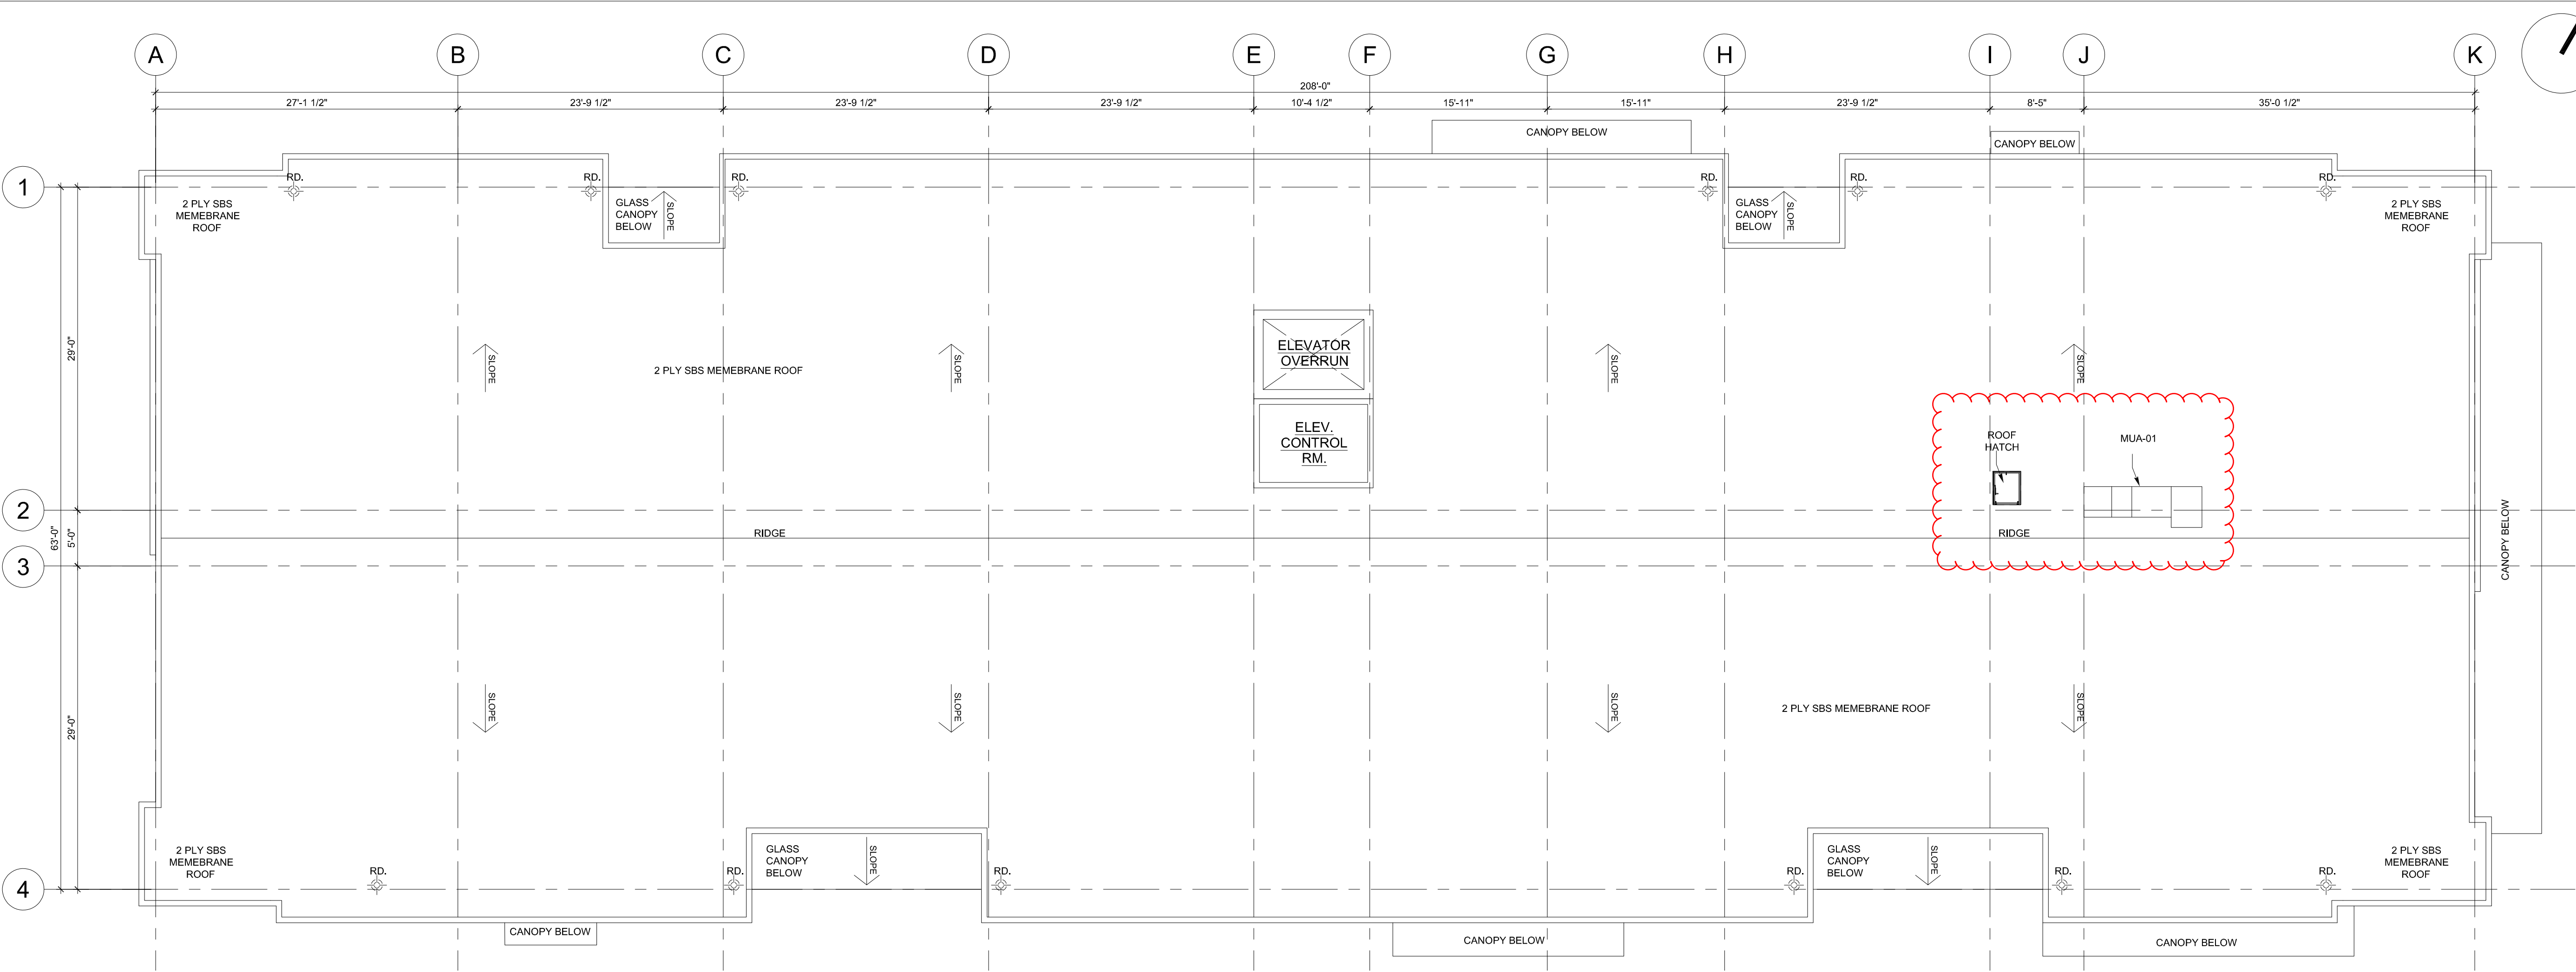 A
B
C
D
E
F
G
H
I
J
K
208'-0"
27'-1 1/2"
23'-9 1/2"
23'-9 1/2"
23'-9 1/2"
10'-4 1/2"
15'-11"
15'-11"
23'-9 1/2"
8'-5"
35'-0 1/2"
CANOPY BELOW
CANOPY BELOW
1
RD.
RD.
RD.
RD.
RD.
RD.
2 PLY SBS
MEMEBRANE
ROOF
GLASS
CANOPY
BELOW
SLOPE
GLASS
CANOPY
BELOW
SLOPE
2 PLY SBS
MEMEBRANE
ROOF
29'-0"
SLOPE
2 PLY SBS MEMEBRANE ROOF
SLOPE
ELEVATOR
OVERRUN
SLOPE
SLOPE
ELEV.
CONTROL
RM.
ROOF
HATCH
MUA-01
2
63'-0"
5'-0"
RIDGE
RIDGE
CANOPY BELOW
3
29'-0"
SLOPE
SLOPE
SLOPE
2 PLY SBS MEMEBRANE ROOF
SLOPE
2 PLY SBS
MEMEBRANE
ROOF
GLASS
CANOPY
BELOW
SLOPE
GLASS
CANOPY
BELOW
SLOPE
2 PLY SBS
MEMEBRANE
ROOF
4
RD.
RD.
RD.
RD.
RD.
RD.
CANOPY BELOW
CANOPY BELOW
CANOPY BELOW